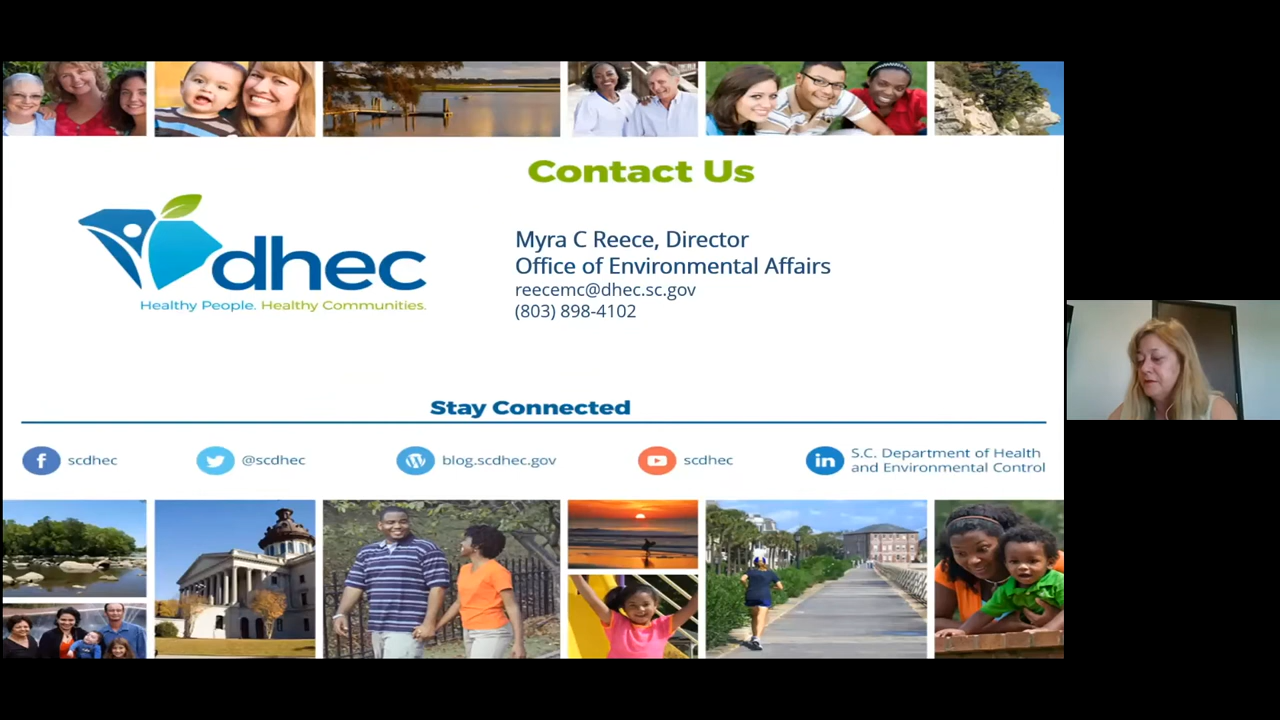 Contact Us
dhec
Healthy People. Healthy Communities.
Myra C Reece, Director
Office of Environmental Affairs
reecemc@dhec.sc.gov
(803) 898-4102
Stay Connected
f scdhec
@scdhec
blog.scdhec.gov
scdhec
in S.C. Department of Health
and Environmental Control